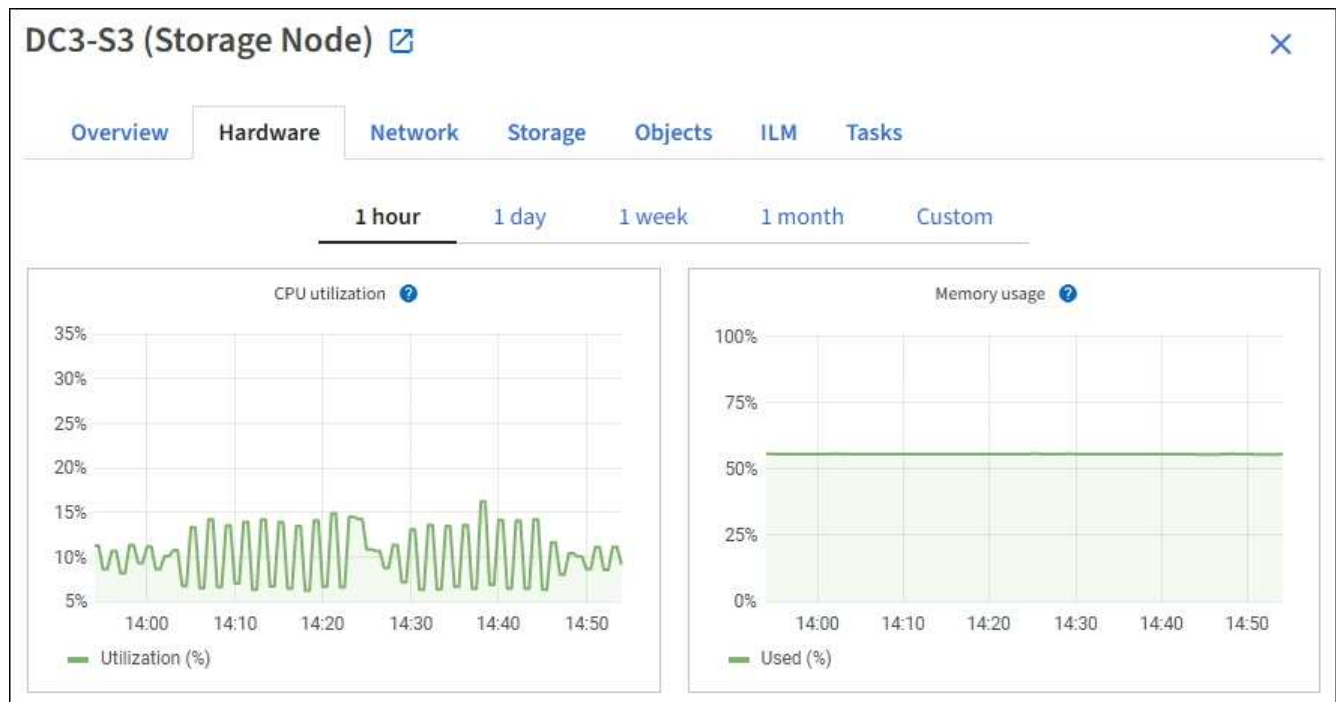 DC3-S3 (Storage Node)
Overview Hardware Network Storage Objects ILM Tasks
1 hour 1 day 1 week 1 month Custom
CPU utilization ?
35%
30%
25%
20%
15%
10%
5%
14:00 14:10 14:20 14:30 14:40 14:50
Utilization (%)
Memory usage ?
100%
75%
50%
25%
0%
14:00 14:10 14:20 14:30 14:40 14:50
Used (%)